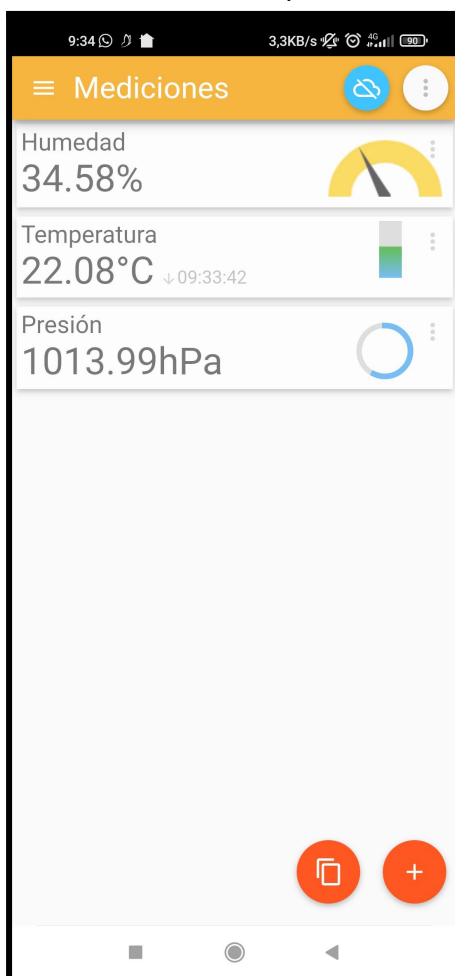 9:34 3,3KB/s 4G 90
Mediciones
Humedad
34.58%
Temperatura
22.08°C ↓09:33:42
Presión
1013.99hPa